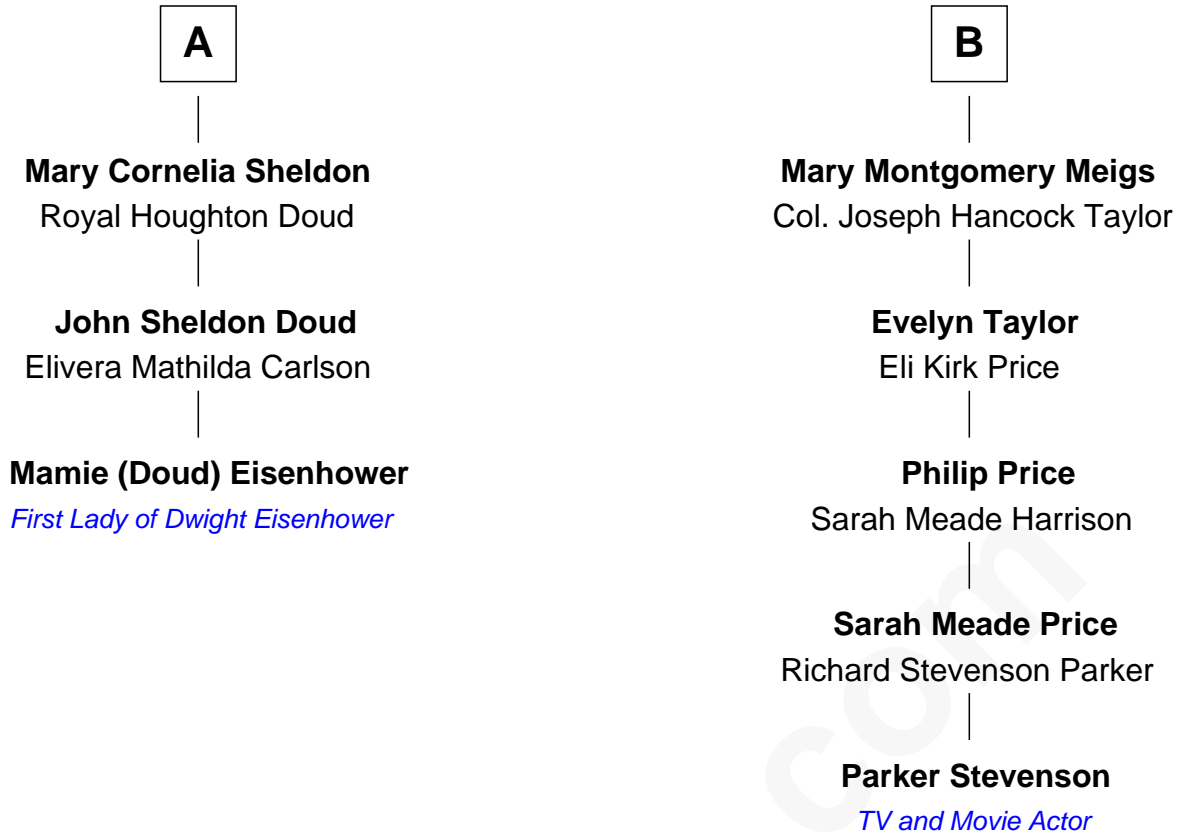 A
Mary Cornelia Sheldon
Royal Houghton Doud
John Sheldon Doud
Elivera Mathilda Carlson
Mamie (Doud) Eisenhower
First Lady of Dwight Eisenhower
B
Mary Montgomery Meigs
Col. Joseph Hancock Taylor
Evelyn Taylor
Eli Kirk Price
Philip Price
Sarah Meade Harrison
Sarah Meade Price
Richard Stevenson Parker
Parker Stevenson
TV and Movie Actor
com